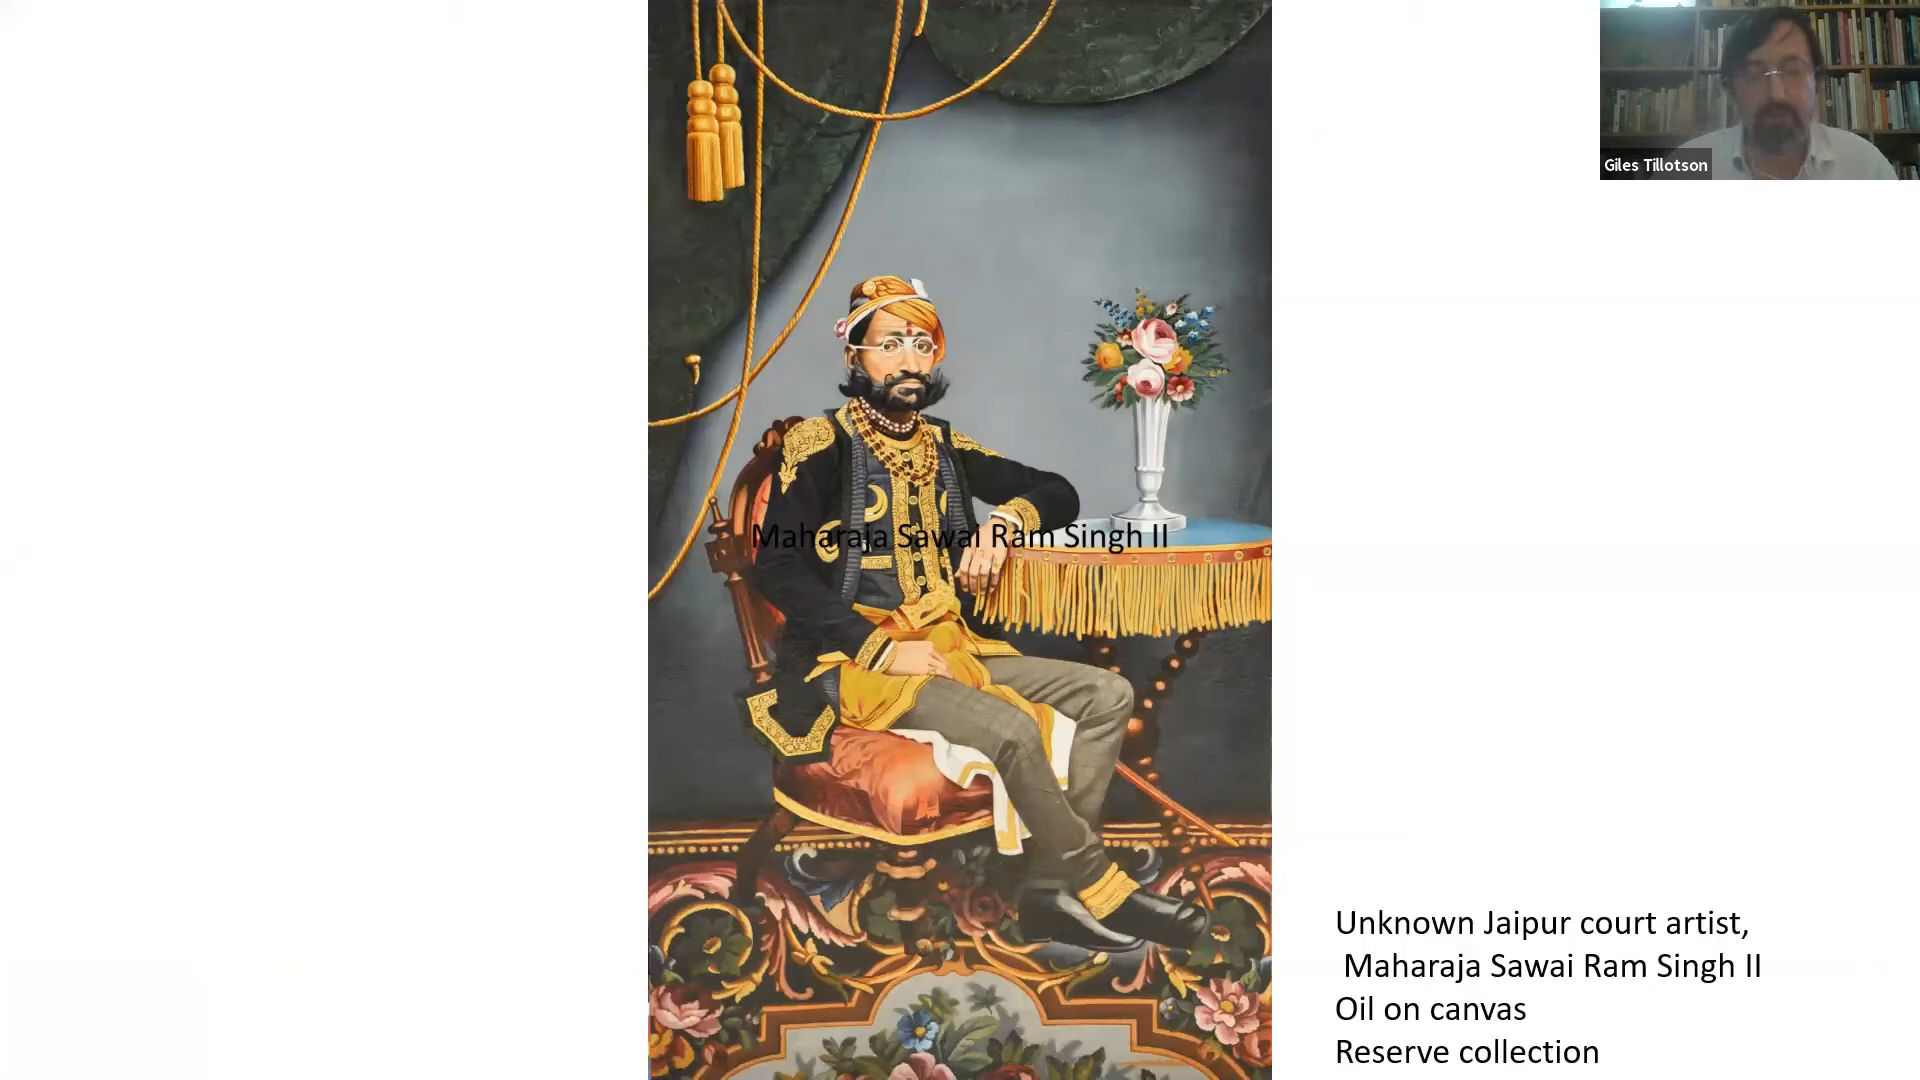 Giles Tillotson
Maharaja Sawai Ram Singh II
Unknown Jaipur court artist,
Maharaja Sawai Ram Singh II
Oil on canvas
Reserve collection